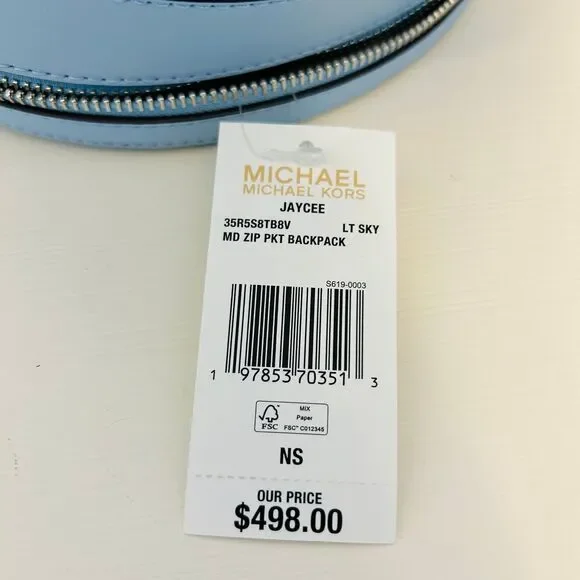 MICHAEL
MICHAEL KORS
JAYCEE
35R5S8TB8V LT SKY
MD ZIP PKT BACKPACK
S619-0003
1 97853 70351 3
FSC
MIX
Paper
FSC™ C012345
NS
OUR PRICE
$498.00